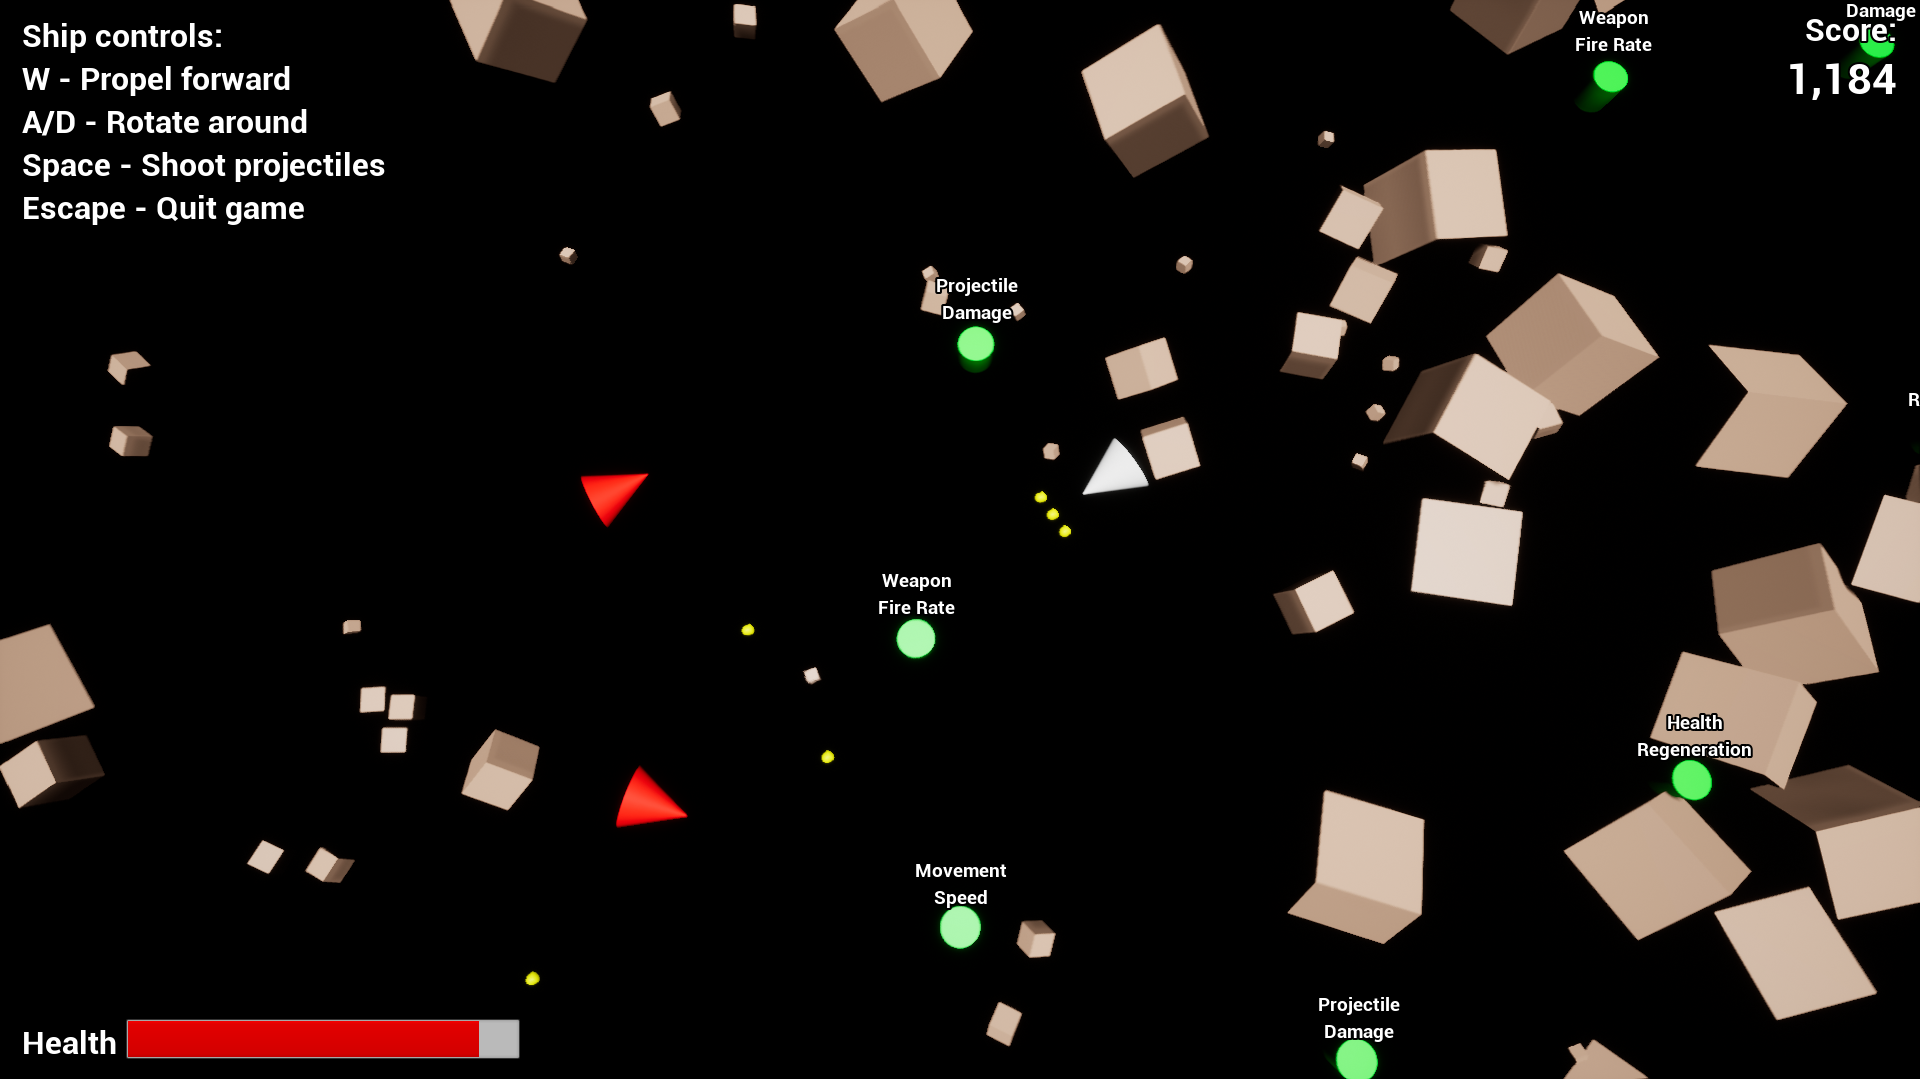 Ship controls:
W - Propel forward
A/D - Rotate around
Space - Shoot projectiles
Escape - Quit game
Weapon
Fire Rate
Damage
Score:
1,184
Projectile
Damage
R
Weapon
Fire Rate
Health
Regeneration
Movement
Speed
Projectile
Damage
Health